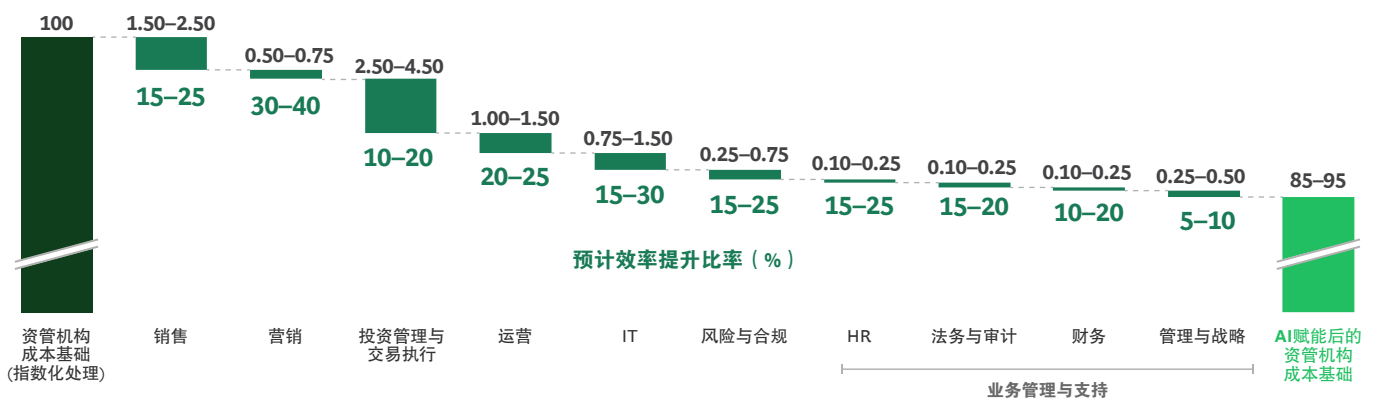 100
1.50–2.50
0.50–0.75
2.50–4.50
1.00–1.50
0.75–1.50
0.25–0.75
0.10–0.25
0.10–0.25
0.10–0.25
0.25–0.50
85–95
15–25
30–40
10–20
20–25
15–30
15–25
15–25
15–20
10–20
5–10
预计效率提升比率（%）
资管机构
成本基础
(指数化处理)
销售
营销
投资管理与
交易执行
运营
IT
风险与合规
HR
法务与审计
财务
管理与战略
AI赋能后的
资管机构
成本基础
业务管理与支持